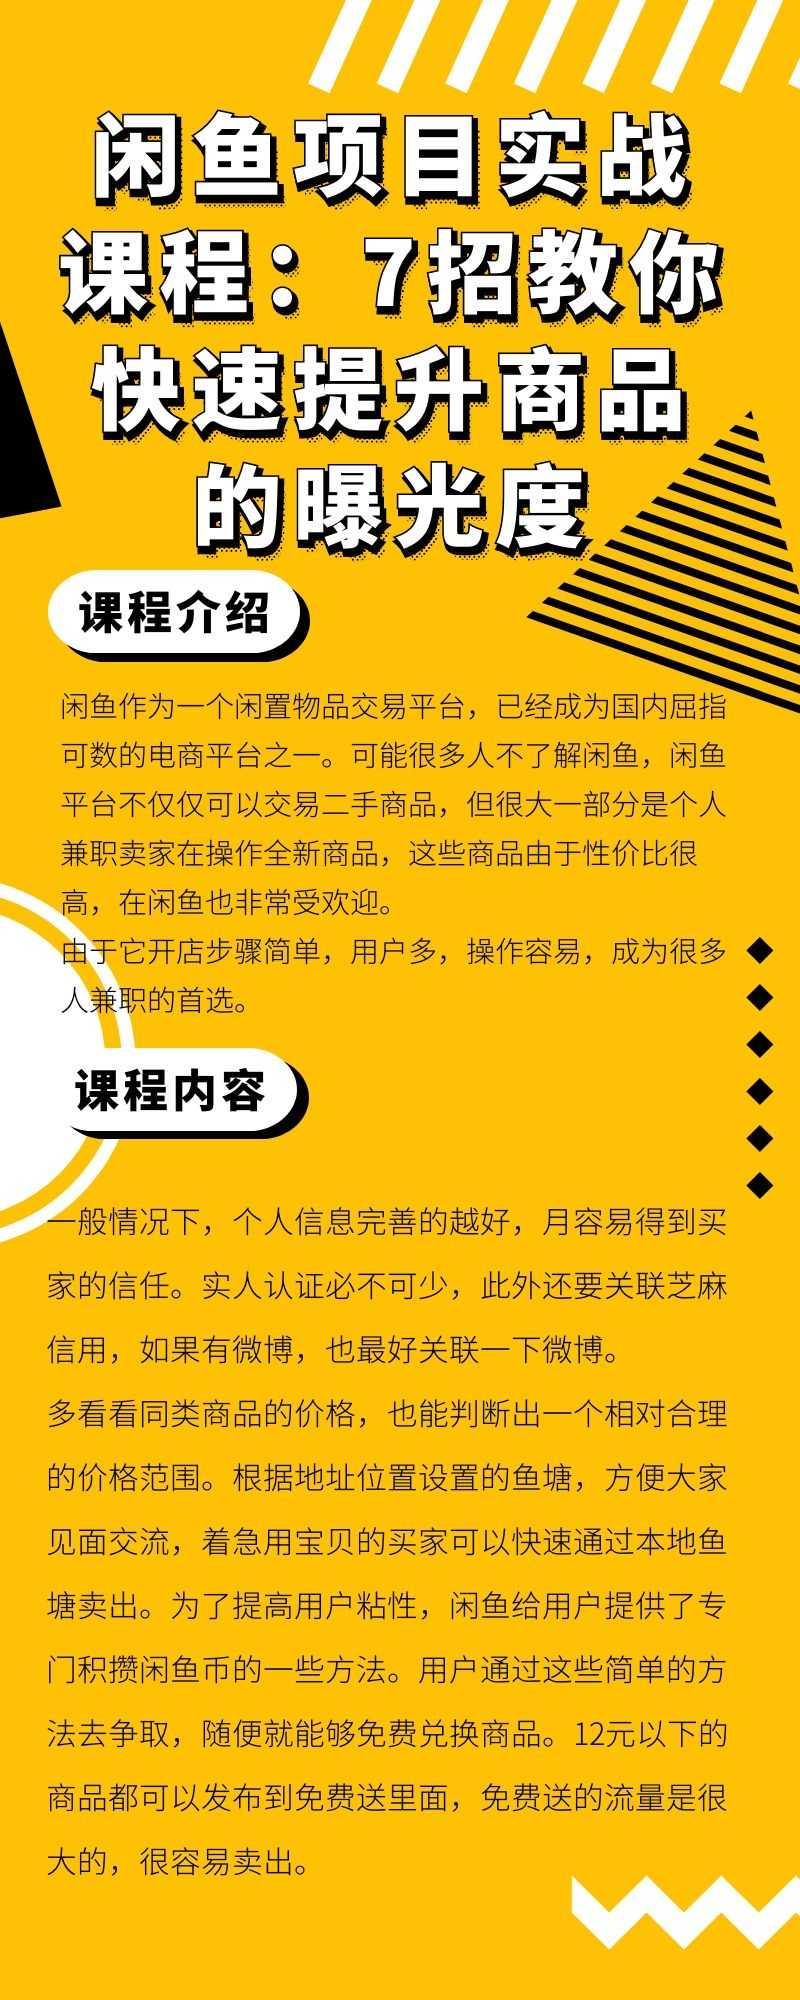 闲鱼项目实战
课程：7招教你
快速提升商品
的曝光度
课程介绍
闲鱼作为一个闲置物品交易平台，已经成为国内屈指
可数的电商平台之一。可能很多人不了解闲鱼，闲鱼
平台不仅仅可以交易二手商品，但很大一部分是个人
兼职卖家在操作全新商品，这些商品由于性价比很
高，在闲鱼也非常受欢迎。
由于它开店步骤简单，用户多，操作容易，成为很多
人兼职的首选。
课程内容
一般情况下，个人信息完善的越好，月容易得到买
家的信任。实人认证必不可少，此外还要关联芝麻
信用，如果有微博，也最好关联一下微博。
多看看同类商品的价格，也能判断出一个相对合理
的价格范围。根据地址位置设置的鱼塘，方便大家
见面交流，着急用宝贝的买家可以快速通过本地鱼
塘卖出。为了提高用户粘性，闲鱼给用户提供了专
门积攒闲鱼币的一些方法。用户通过这些简单的方
法去争取，随便就能够免费兑换商品。12元以下的
商品都可以发布到免费送里面，免费送的流量是很
大的，很容易卖出。